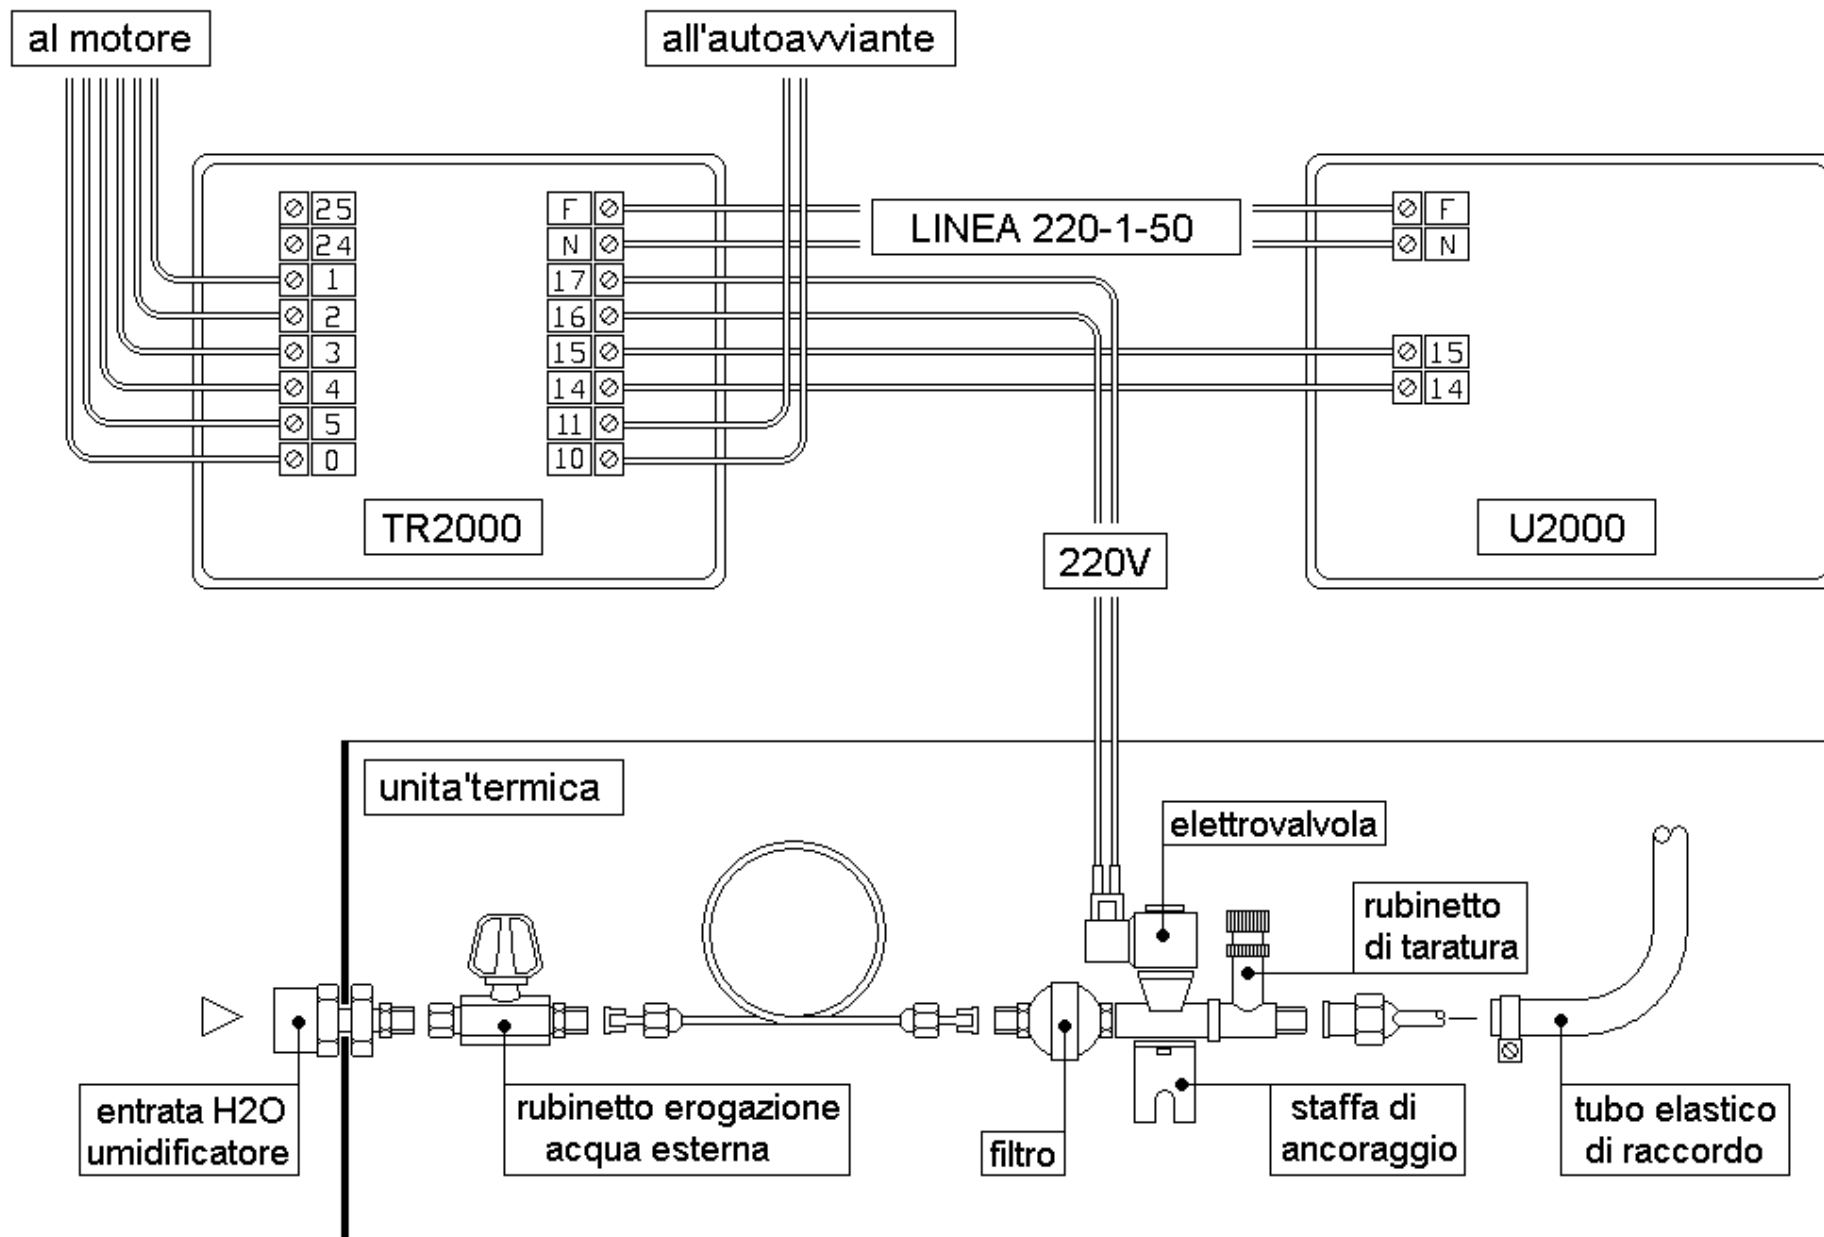 al motore
all'autoavviante
25
24
1
2
3
4
5
0
F
N
17
16
15
14
11
10
TR2000
LINEA 220-1-50
F
N
15
14
U2000
220V
unita'termica
elettrovalvola
rubinetto
di taratura
entrata H2O
umidificatore
rubinetto erogazione
acqua esterna
filtro
staffa di
ancoraggio
tubo elastico
di raccordo